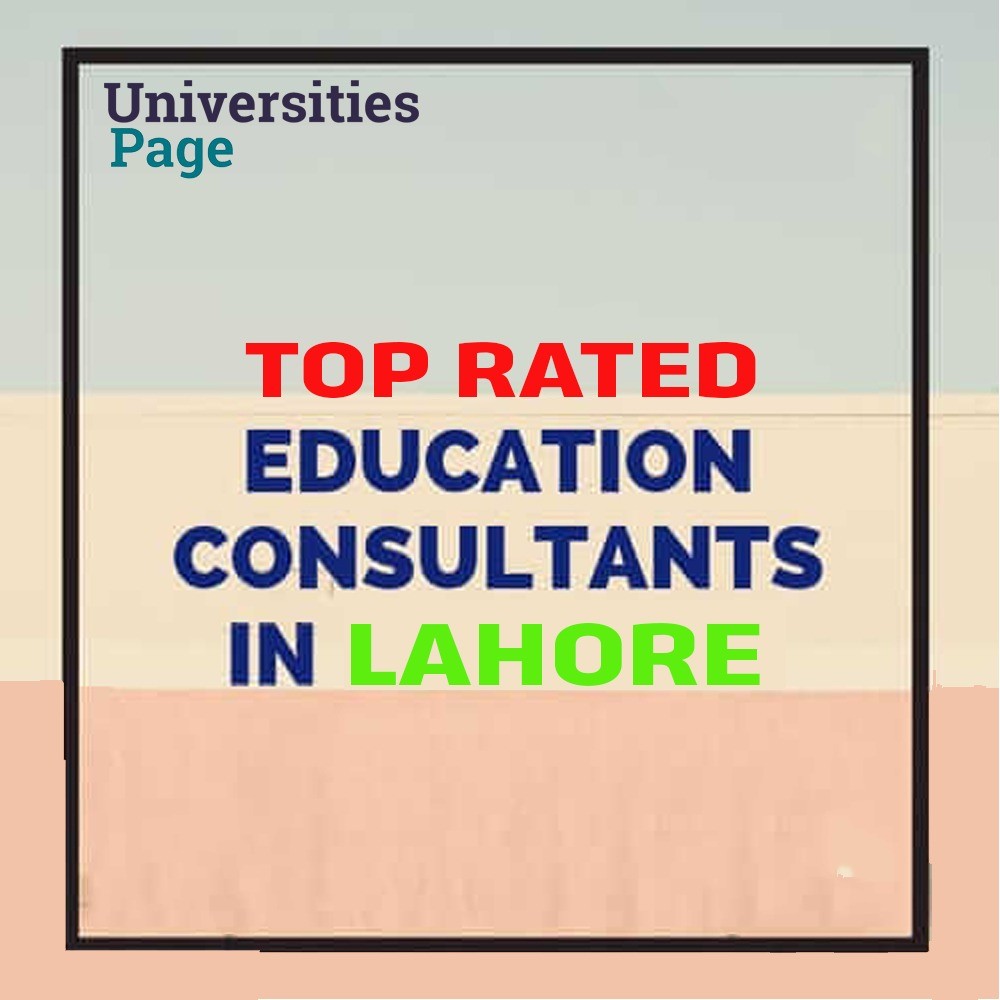 Universities
Page
TOP RATED
EDUCATION
CONSULTANTS
IN LAHORE